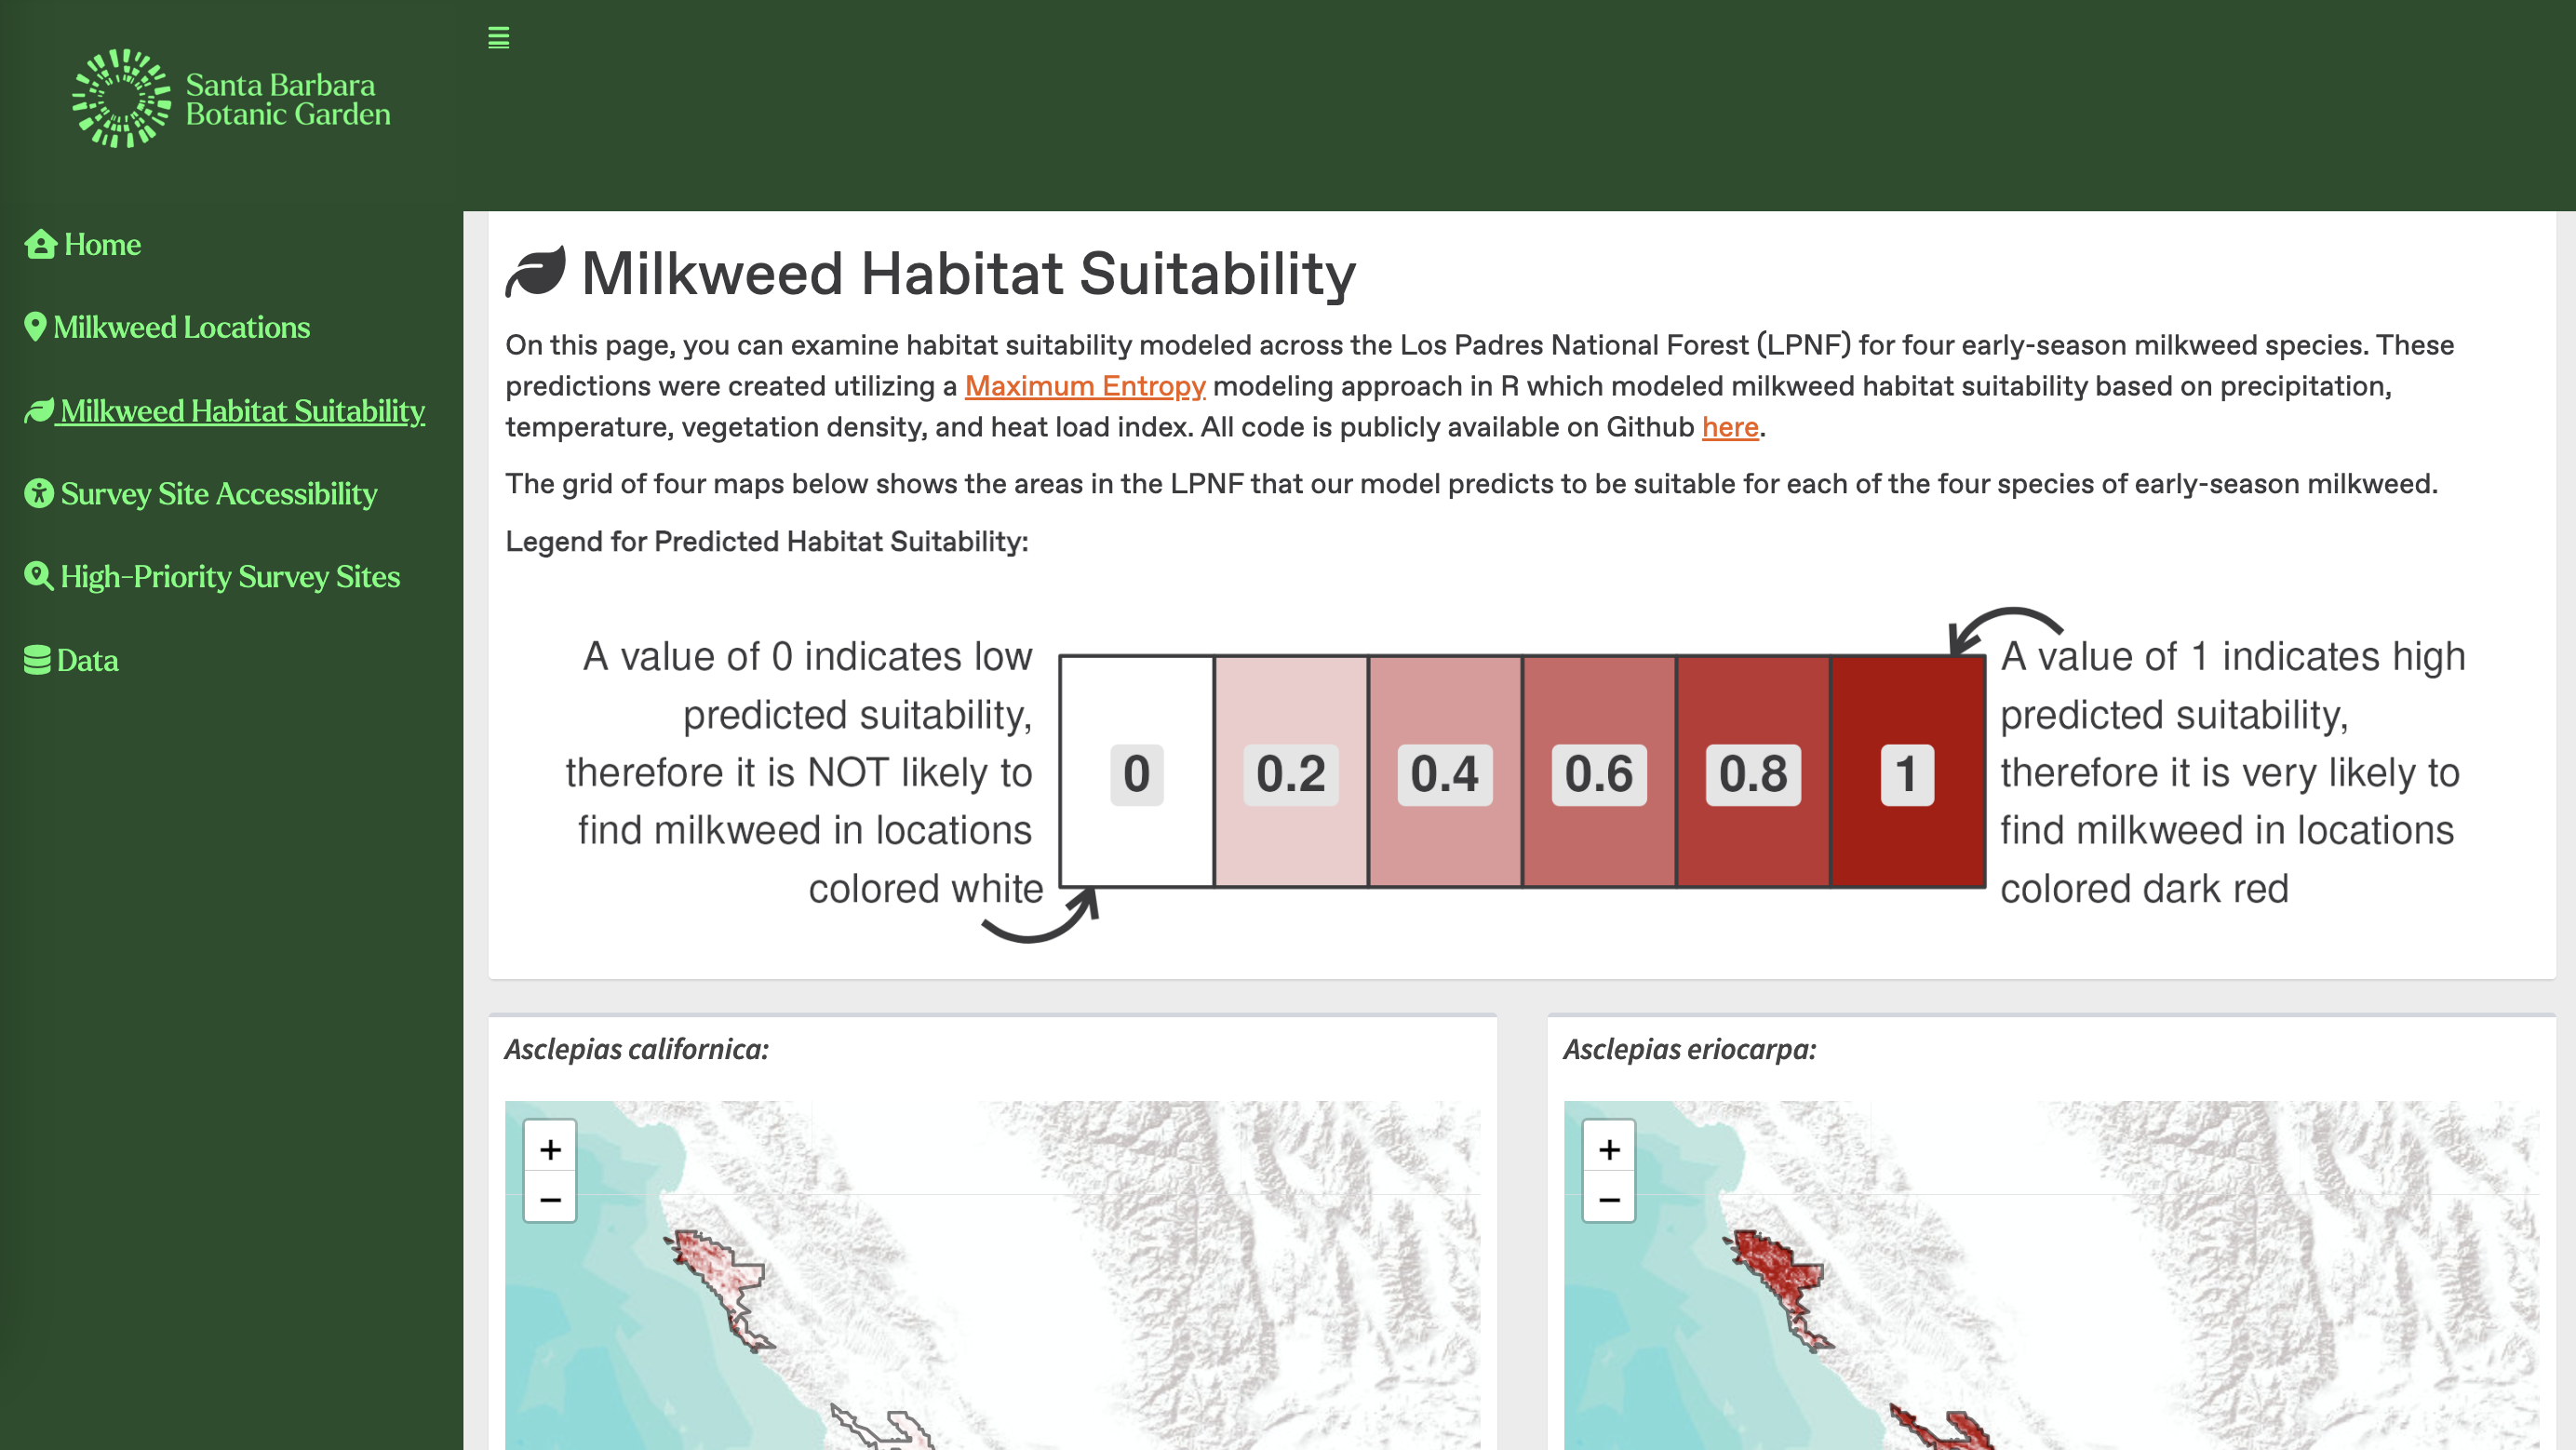 Santa Barbara
Botanic Garden
Home
Milkweed Locations
Milkweed Habitat Suitability
Survey Site Accessibility
High-Priority Survey Sites
Data
Milkweed Habitat Suitability
On this page, you can examine habitat suitability modeled across the Los Padres National Forest (LPNF) for four early-season milkweed species. These
predictions were created utilizing a Maximum Entropy modeling approach in R which modeled milkweed habitat suitability based on precipitation,
temperature, vegetation density, and heat load index. All code is publicly available on Github here.
The grid of four maps below shows the areas in the LPNF that our model predicts to be suitable for each of the four species of early-season milkweed.
Legend for Predicted Habitat Suitability:
A value of 0 indicates low
predicted suitability,
therefore it is NOT likely to
find milkweed in locations
colored white
0 0.2 0.4 0.6 0.8 1
A value of 1 indicates high
predicted suitability,
therefore it is very likely to
find milkweed in locations
colored dark red
Asclepias californica:
+
−
Asclepias eriocarpa:
+
−